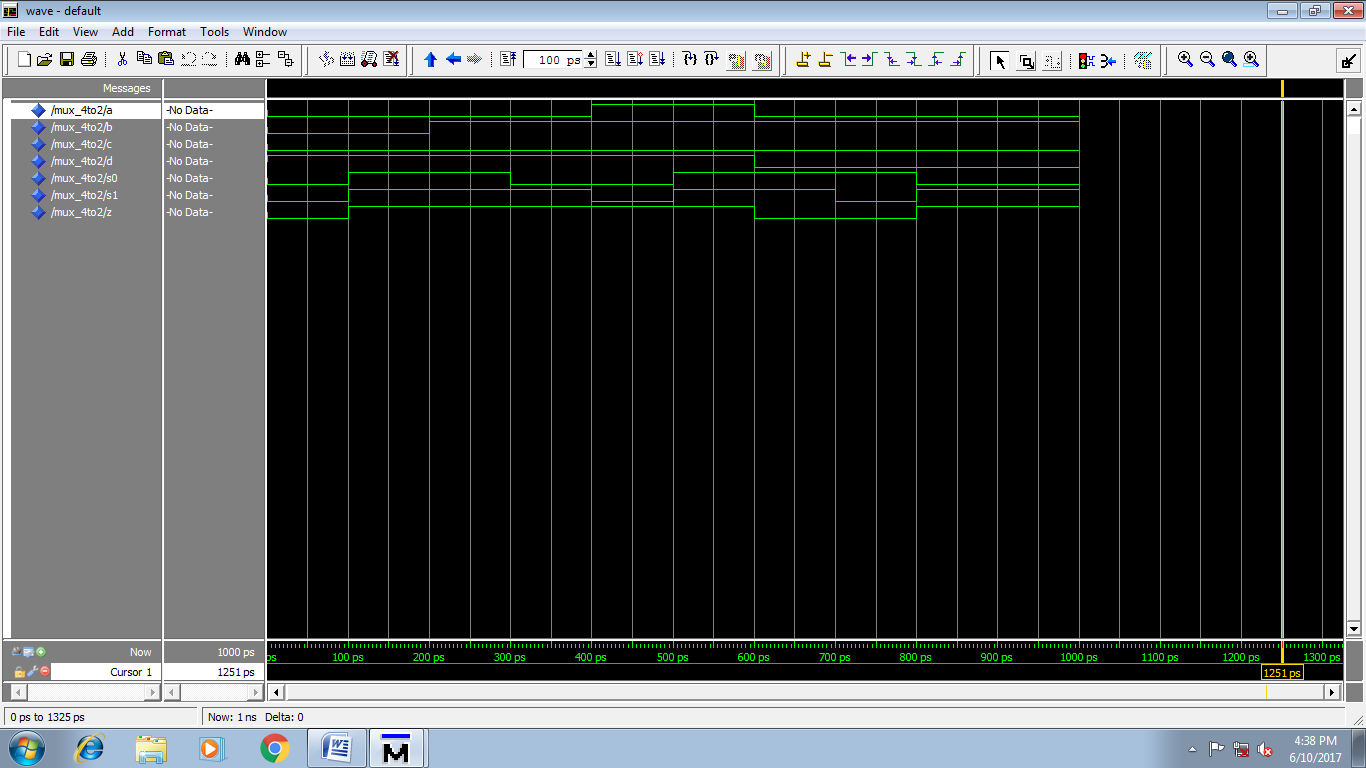 wave - default
File Edit View Add Format Tools Window
100 ps
Messages
/mux_4to2/a -No Data-
/mux_4to2/b -No Data-
/mux_4to2/c -No Data-
/mux_4to2/d -No Data-
/mux_4to2/s0 -No Data-
/mux_4to2/s1 -No Data-
/mux_4to2/z -No Data-
Now 1000 ps
ps 100 ps 200 ps 300 ps 400 ps 500 ps 600 ps 700 ps 800 ps 900 ps 1000 ps 1100 ps 1200 ps 1300 ps
Cursor 1 1251 ps
1251 ps
0 ps to 1325 ps
Now: 1 ns Delta: 0
4:38 PM
6/10/2017